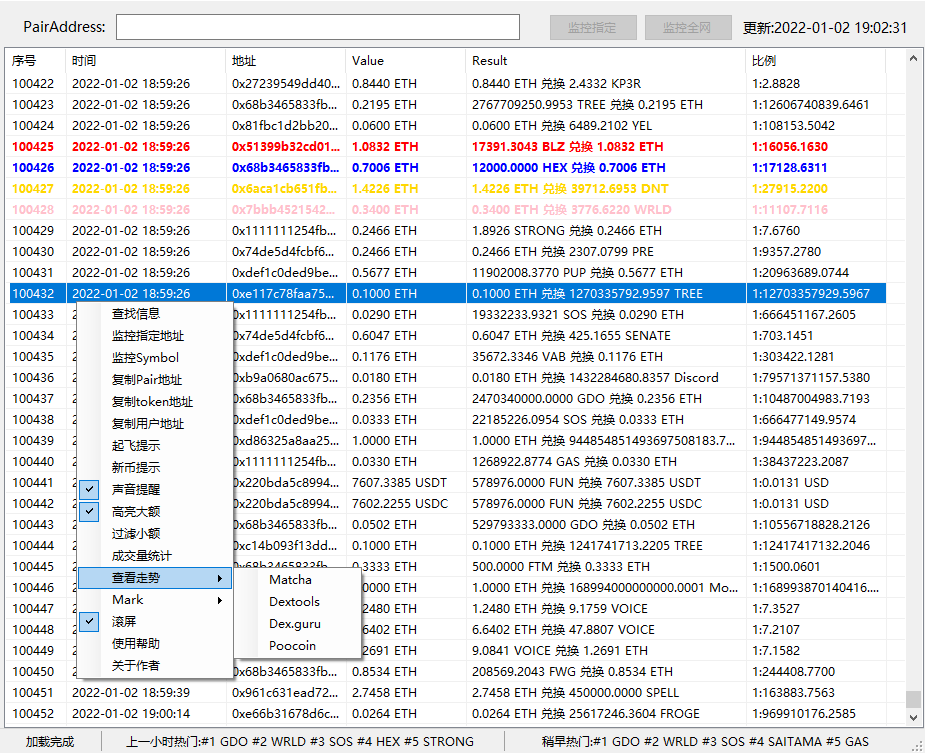 PairAddress: 监控指定 监控全网 更新:2022-01-02 19:02:31
序号 时间 地址 Value Result 比例
100422 2022-01-02 18:59:26 0x27239549dd40... 0.8440 ETH 0.8440 ETH 兑换 2.4332 KP3R 1:2.8828
100423 2022-01-02 18:59:26 0x68b3465833fb... 0.2195 ETH 2767709250.9953 TREE 兑换 0.2195 ETH 1:12606740839.6461
100424 2022-01-02 18:59:26 0x81fbc1d2bb20... 0.0600 ETH 0.0600 ETH 兑换 6489.2102 YEL 1:108153.5042
100425 2022-01-02 18:59:26 0x51399b32cd01... 1.0832 ETH 17391.3043 BLZ 兑换 1.0832 ETH 1:16056.1630
100426 2022-01-02 18:59:26 0x68b3465833fb... 0.7006 ETH 12000.0000 HEX 兑换 0.7006 ETH 1:17128.6311
100427 2022-01-02 18:59:26 0x6aca1cb651fb... 1.4226 ETH 1.4226 ETH 兑换 39712.6953 DNT 1:27915.2200
100428 2022-01-02 18:59:26 0x7bbb4521542... 0.3400 ETH 0.3400 ETH 兑换 3776.6220 WRLD 1:11107.7116
100429 2022-01-02 18:59:26 0x1111111254fb... 0.2466 ETH 1.8926 STRONG 兑换 0.2466 ETH 1:7.6760
100430 2022-01-02 18:59:26 0x74de5d4fcbf6... 0.2466 ETH 0.2466 ETH 兑换 2307.0799 PRE 1:9357.2780
100431 2022-01-02 18:59:26 0xdef1c0ded9be... 0.5677 ETH 11902008.3770 PUP 兑换 0.5677 ETH 1:20963689.0744
100432 2022-01-02 18:59:26 0xe117c78faa75... 0.1000 ETH 0.1000 ETH 兑换 1270335792.9597 TREE 1:12703357929.5967
100433 2 0x1111111254fb... 0.0290 ETH 19332233.9321 SOS 兑换 0.0290 ETH 1:666451167.2605
100434 2 0x74de5d4fcbf6... 0.6047 ETH 0.6047 ETH 兑换 425.1655 SENATE 1:703.1451
100435 2 0xdef1c0ded9be... 0.1176 ETH 35672.3346 VAB 兑换 0.1176 ETH 1:303422.1281
100436 2 0xb9a0680ac675... 0.0180 ETH 0.0180 ETH 兑换 1432284680.8357 Discord 1:79571371157.5380
100437 2 0x68b3465833fb... 0.2356 ETH 2470340000.0000 GDO 兑换 0.2356 ETH 1:10487004983.7193
100438 2 0xdef1c0ded9be... 0.0333 ETH 22185226.0954 SOS 兑换 0.0333 ETH 1:666477149.9574
100439 2 0xd86325a8aa25... 1.0000 ETH 1.0000 ETH 兑换 944854851493697508183.7... 1:944854851493697...
100440 2 0x1111111254fb... 0.0330 ETH 1268922.8774 GAS 兑换 0.0330 ETH 1:38437223.2087
100441 2 0x220bda5c8994... 7607.3385 USDT 578976.0000 FUN 兑换 7607.3385 USDT 1:0.0131 USD
100442 2 0x220bda5c8994... 7602.2255 USDC 578976.0000 FUN 兑换 7602.2255 USDC 1:0.0131 USD
100443 2 0x68b3465833fb... 0.0502 ETH 529793333.0000 GDO 兑换 0.0502 ETH 1:10556718828.2126
100444 2 0xc14b093f13dd... 0.1000 ETH 0.1000 ETH 兑换 1241741713.2205 TREE 1:12417417132.2046
100445 2 0x68b3465833fb... 0.3333 ETH 500.0000 FTM 兑换 0.3333 ETH 1:1500.0601
100446 2 .0000 ETH 1.0000 ETH 兑换 168994000000000.0001 Mo... 1:168993870140416....
100447 2 .2480 ETH 1.2480 ETH 兑换 9.1759 VOICE 1:7.3527
100448 2 .6402 ETH 6.6402 ETH 兑换 47.8807 VOICE 1:7.2107
100449 2 .2691 ETH 9.0841 VOICE 兑换 1.2691 ETH 1:7.1582
100450 2 0x68b3465833fb... 0.8534 ETH 208569.2043 FWG 兑换 0.8534 ETH 1:244408.7700
100451 2022-01-02 18:59:39 0x961c631ead72... 2.7458 ETH 2.7458 ETH 兑换 450000.0000 SPELL 1:163883.7563
100452 2022-01-02 19:00:14 0xe66b31678d6c... 0.0264 ETH 0.0264 ETH 兑换 25617246.3604 FROGE 1:969910176.2585
查找信息
监控指定地址
监控Symbol
复制Pair地址
复制token地址
复制用户地址
起飞提示
新币提示
声音提醒
高亮大额
过滤小额
成交量统计
查看走势
Mark
滚屏
使用帮助
关于作者
Matcha
Dextools
Dex.guru
Poocoin
加载完成 上一小时热门:#1 GDO #2 WRLD #3 SOS #4 HEX #5 STRONG 稍早热门:#1 GDO #2 WRLD #3 SOS #4 SAITAMA #5 GAS